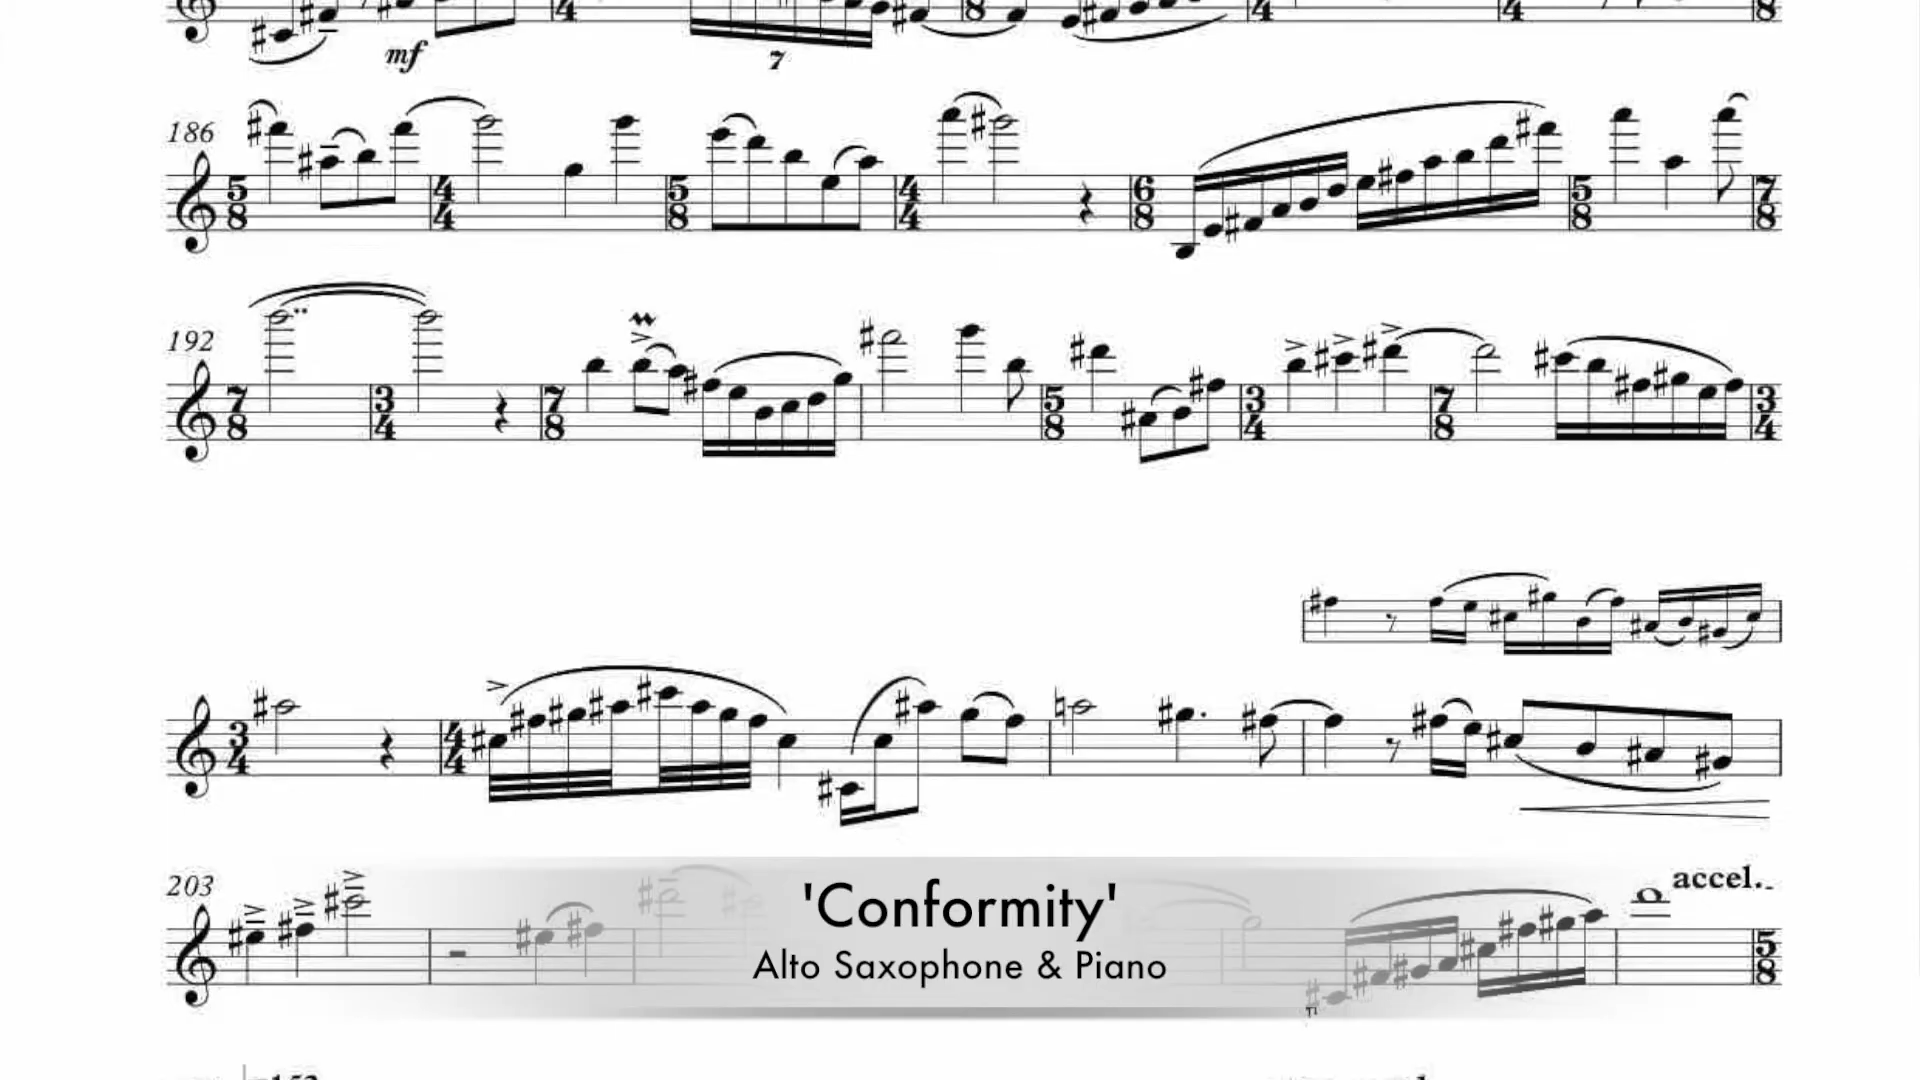 mf
7
186
192
203
accel.
'Conformity'
Alto Saxophone & Piano